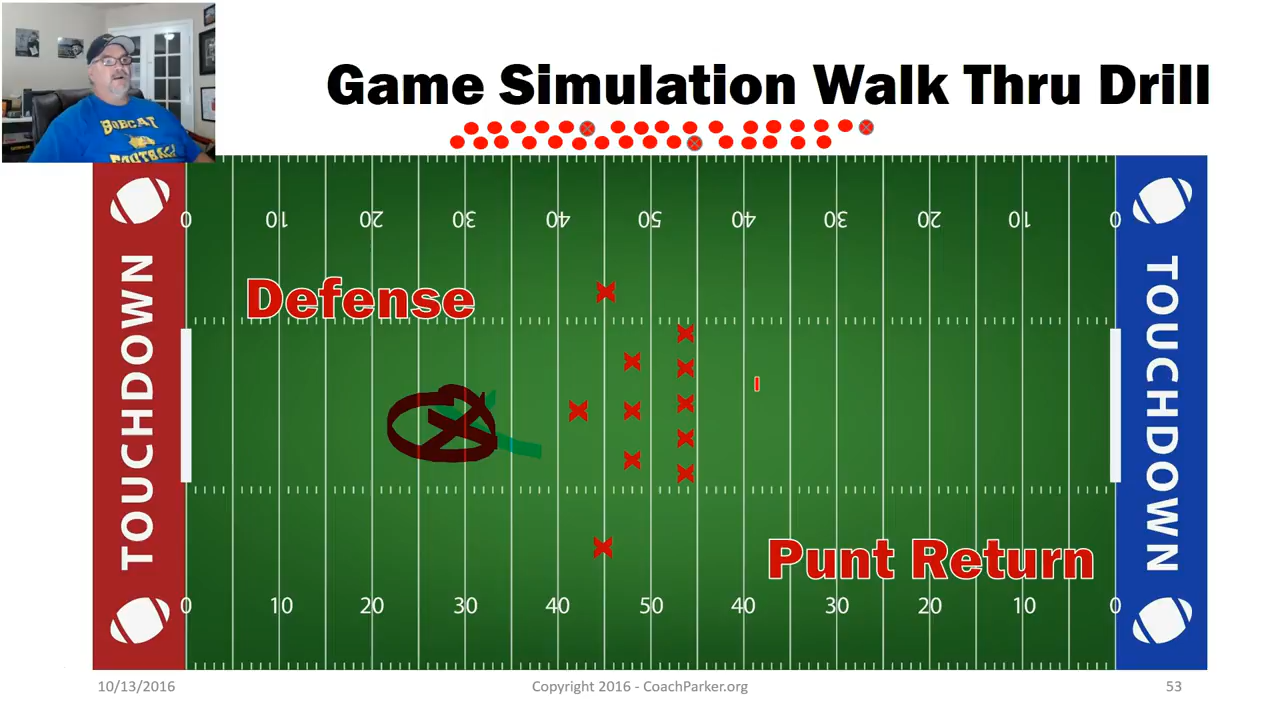 BOBCAT
FOOTBALL
Game Simulation Walk Thru Drill
0 10 20 30 40 50 40 30 20 10 0
Defense
TOUCHDOWN
TOUCHDOWN
Punt Return
0 10 20 30 40 50 40 30 20 10 0
10/13/2016
Copyright 2016 - CoachParker.org
53